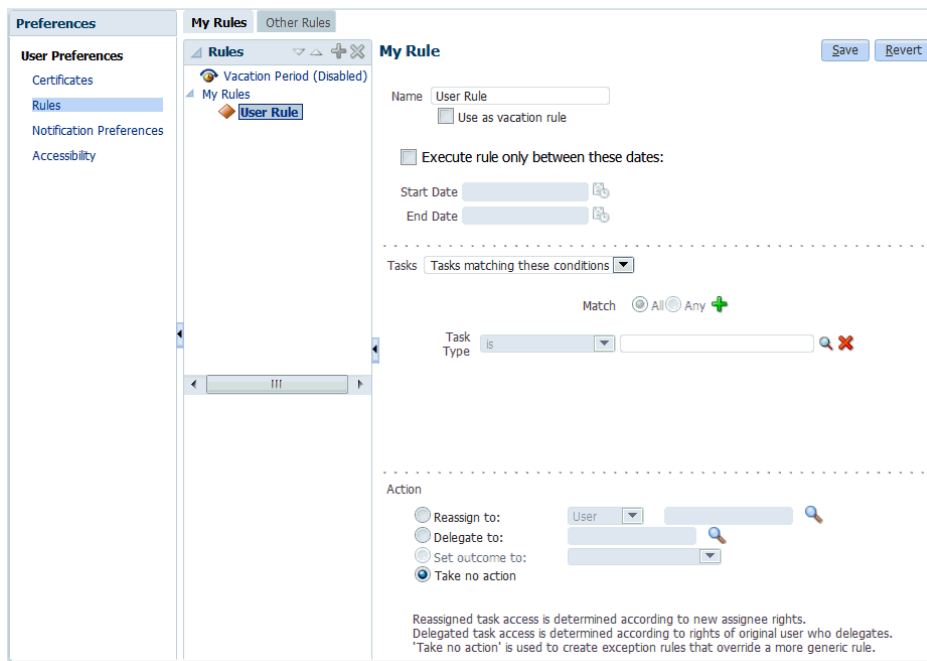 Preferences
User Preferences
Certificates
Rules
Notification Preferences
Accessibility
My Rules
Other Rules
Rules
Vacation Period (Disabled)
My Rules
User Rule
My Rule
Save
Revert
Name User Rule
Use as vacation rule
Execute rule only between these dates:
Start Date
End Date
Tasks Tasks matching these conditions
Match All Any
Task
Type
is
Action
Reassign to: User
Delegate to:
Set outcome to:
Take no action
Reassigned task access is determined according to new assignee rights.
Delegated task access is determined according to rights of original user who delegates.
'Take no action' is used to create exception rules that override a more generic rule.